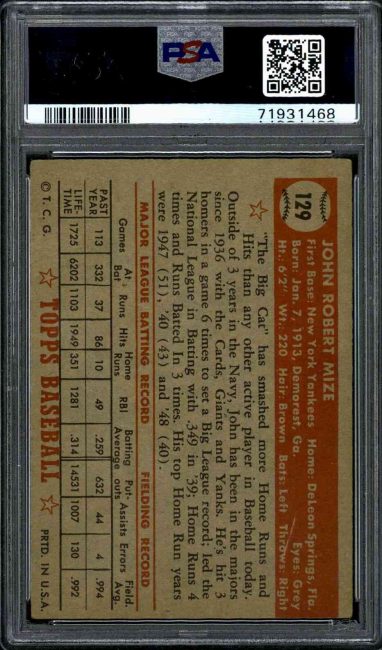 PSA
71931468
129
JOHN ROBERT MIZE
First Base: New York Yankees Home: DeLeon Springs, Fla.
Born: Jan. 7, 1913, Demorest, Ga. Eyes: Grey
Ht.: 6'2" Wt.: 220 Hair: Brown Bats: Left Throws: Right
"The Big Cat" has smashed more Home Runs and
Hits than any other active player in Baseball today.
Outside of 3 years in the Navy, John has been in the majors
since 1936 with the Cards, Giants and Yanks. He's hit 3
homers in a game 6 times to set a Big League record; led the
National League in Batting with .349 in '39; Home Runs 4
times and Runs Batted In 3 times. His top Home Run years
were 1947 (51), '40 (43) and '48 (40).
MAJOR LEAGUE BATTING RECORD FIELDING RECORD
Games At Bat Runs Hits Home Runs RBI Batting Average Put-outs Assists Errors Field. Avg.
PAST YEAR 113 332 37 86 10 49 .259 632 44 4 .994
LIFE-TIME 1725 6202 1103 1949 351 1281 .314 14531 1007 130 .992
© T. C. G. TOPPS BASEBALL PRTD. IN U.S.A.